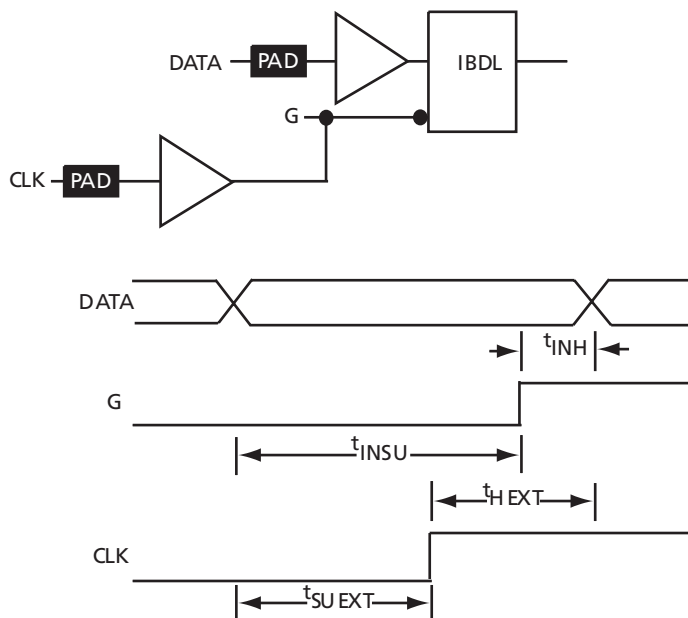 DATA PAD IBDL
G
CLK PAD
DATA
tINH
G
tINSU
tHEXT
CLK
tSUEXT